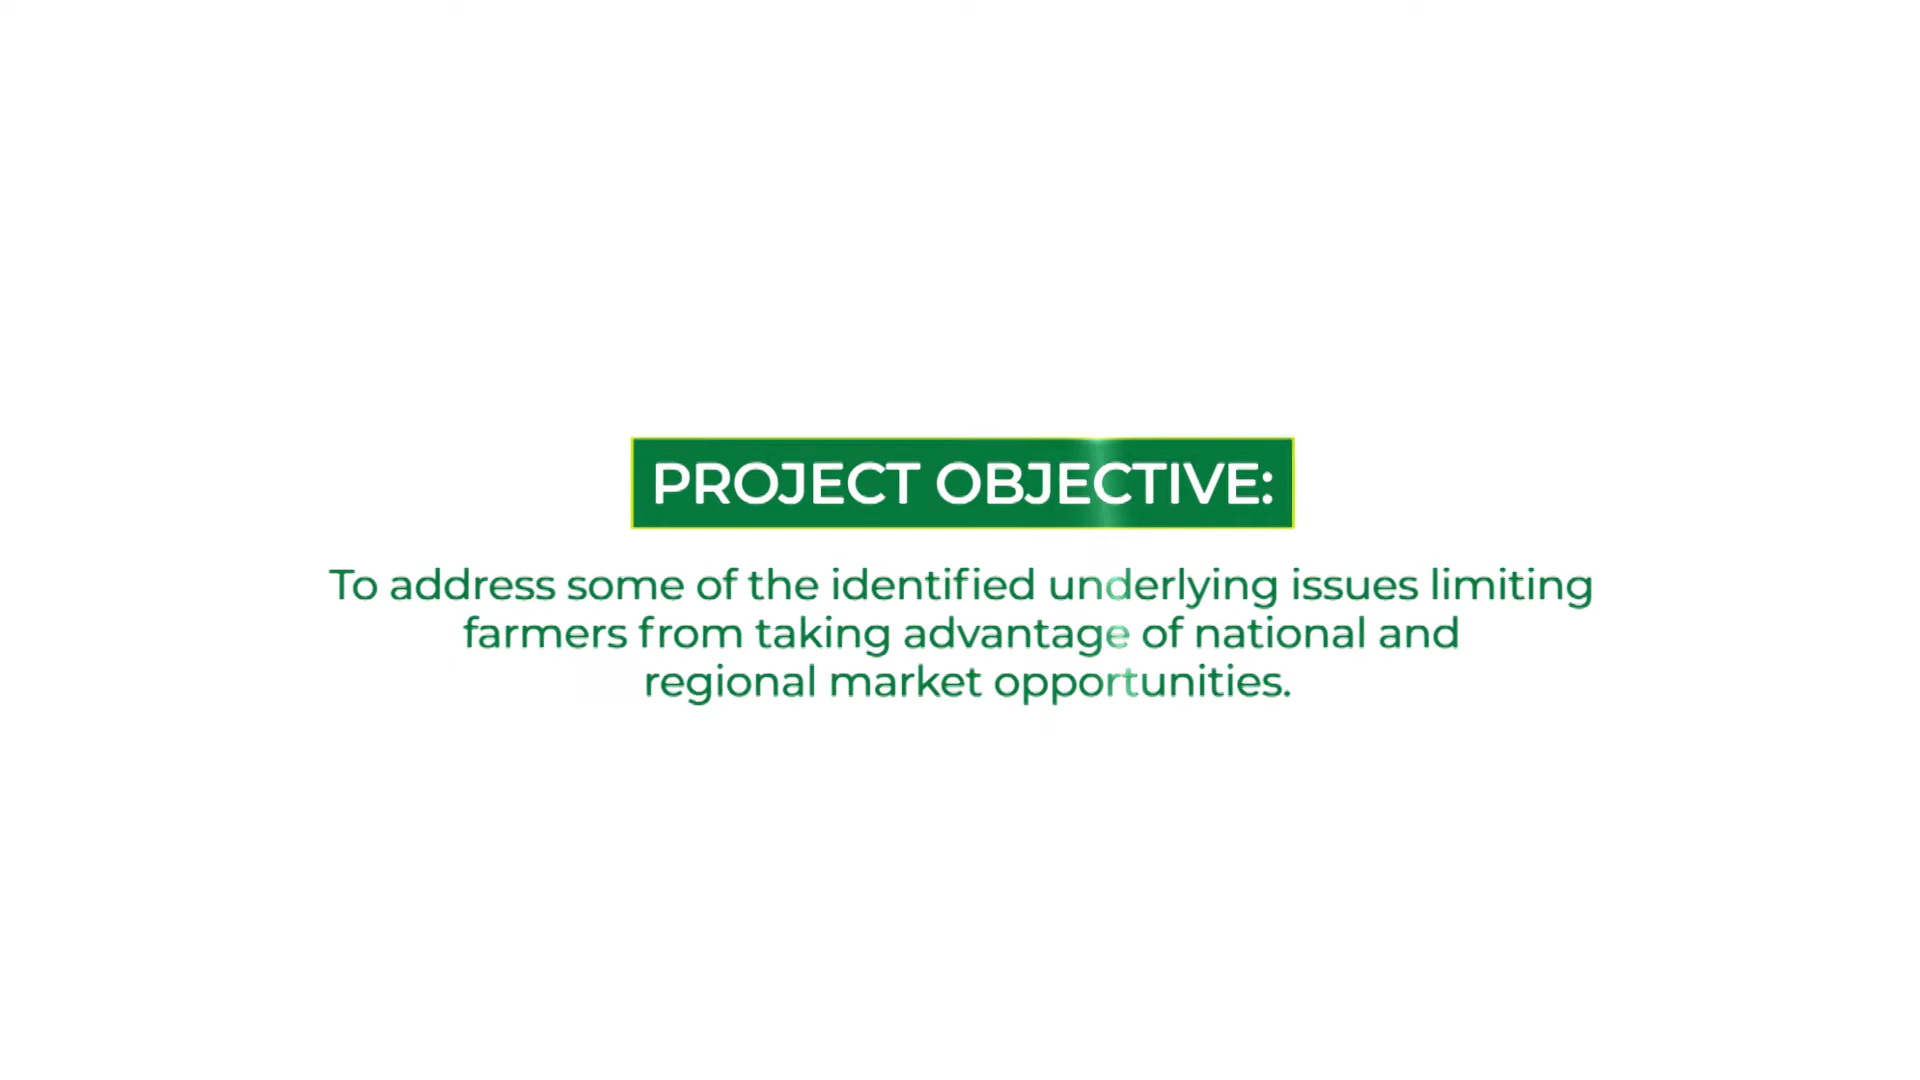 PROJECT OBJECTIVE:
To address some of the identified underlying issues limiting
farmers from taking advantage of national and
regional market opportunities.